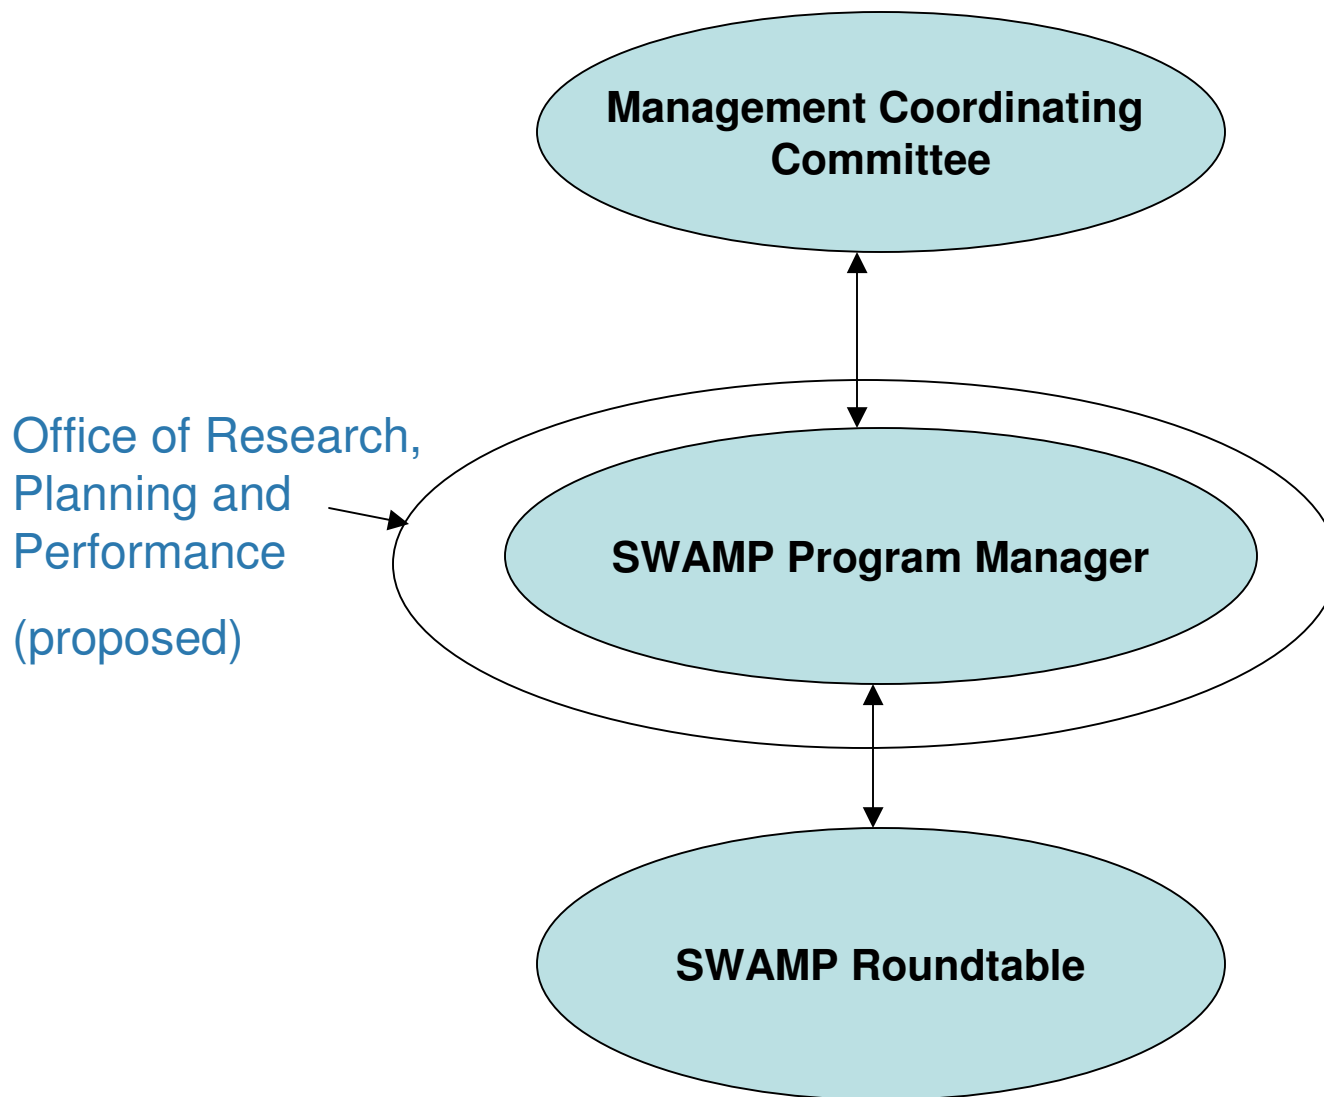 Management Coordinating
Committee
Office of Research,
Planning and
Performance
(proposed)
SWAMP Program Manager
SWAMP Roundtable